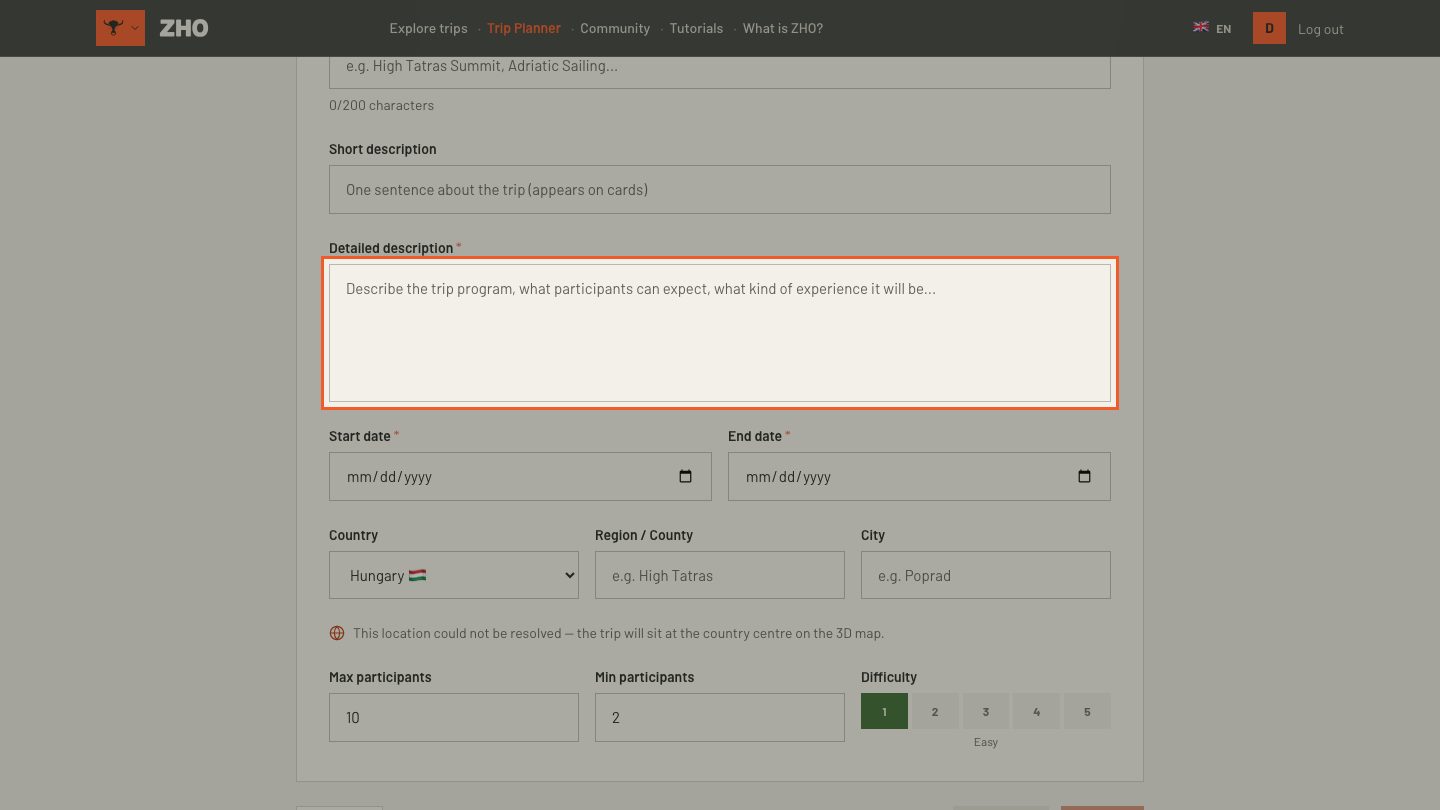 ZHO
Explore trips · Trip Planner · Community · Tutorials · What is ZHO?
EN
D
Log out
e.g. High Tatras Summit, Adriatic Sailing...
0/200 characters
Short description
One sentence about the trip (appears on cards)
Detailed description *
Describe the trip program, what participants can expect, what kind of experience it will be...
Start date * End date *
mm/dd/yyyy mm/dd/yyyy
Country Region / County City
Hungary e.g. High Tatras e.g. Poprad
This location could not be resolved — the trip will sit at the country centre on the 3D map.
Max participants Min participants Difficulty
10 2 1 2 3 4 5
Easy